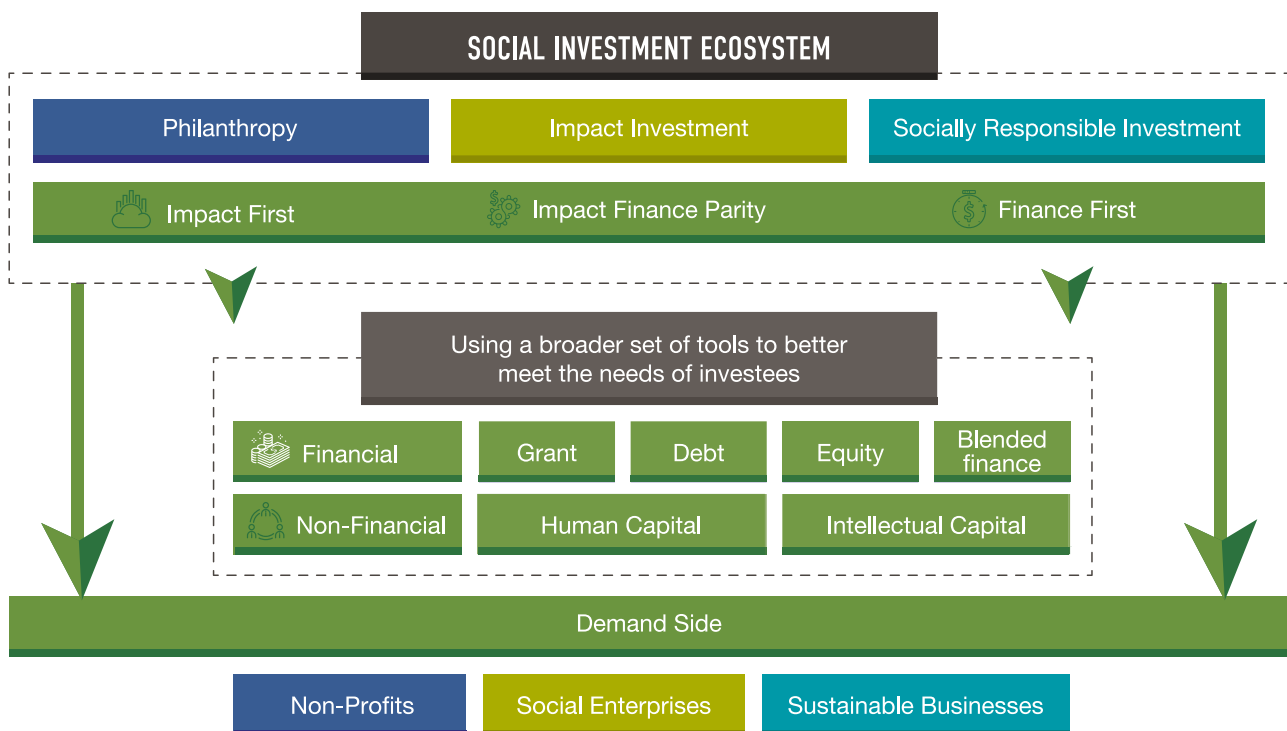 SOCIAL INVESTMENT ECOSYSTEM
Philanthropy
Impact Investment
Socially Responsible Investment
Impact First
Impact Finance Parity
Finance First
Using a broader set of tools to better
meet the needs of investees
Financial
Grant
Debt
Equity
Blended
finance
Non-Financial
Human Capital
Intellectual Capital
Demand Side
Non-Profits
Social Enterprises
Sustainable Businesses